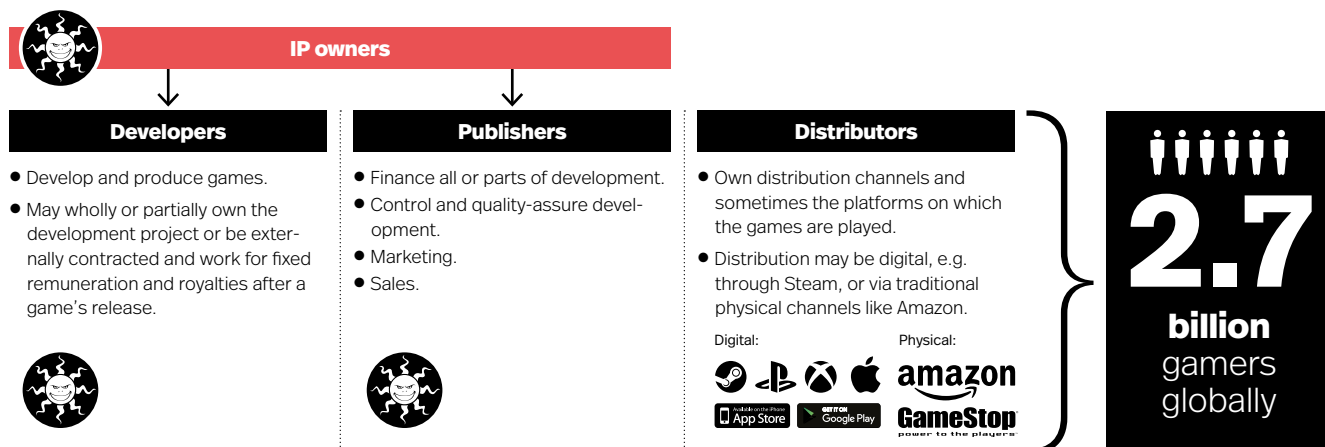 IP owners
Developers
● Develop and produce games.
● May wholly or partially own the
development project or be exter-
nally contracted and work for fixed
remuneration and royalties after a
game's release.
Publishers
● Finance all or parts of development.
● Control and quality-assure devel-
opment.
● Marketing.
● Sales.
Distributors
● Own distribution channels and
sometimes the platforms on which
the games are played.
● Distribution may be digital, e.g.
through Steam, or via traditional
physical channels like Amazon.
Digital:
Available on the iPhone
App Store
GET IT ON
Google Play
Physical:
amazon
GameStop
power to the players
2.7
billion
gamers
globally